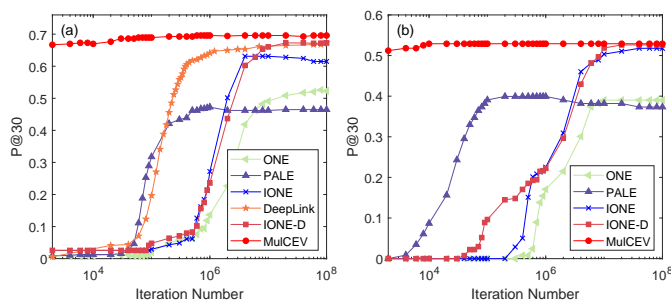 (a)
P@30
0.7
0.6
0.5
0.4
0.3
0.2
0.1
0
ONE
PALE
IONE
DeepLink
IONE-D
MulCEV
10^4
10^6
10^8
Iteration Number
(b)
P@30
0.6
0.5
0.4
0.3
0.2
0.1
0
ONE
PALE
IONE
IONE-D
MulCEV
10^4
10^6
10^8
Iteration Number